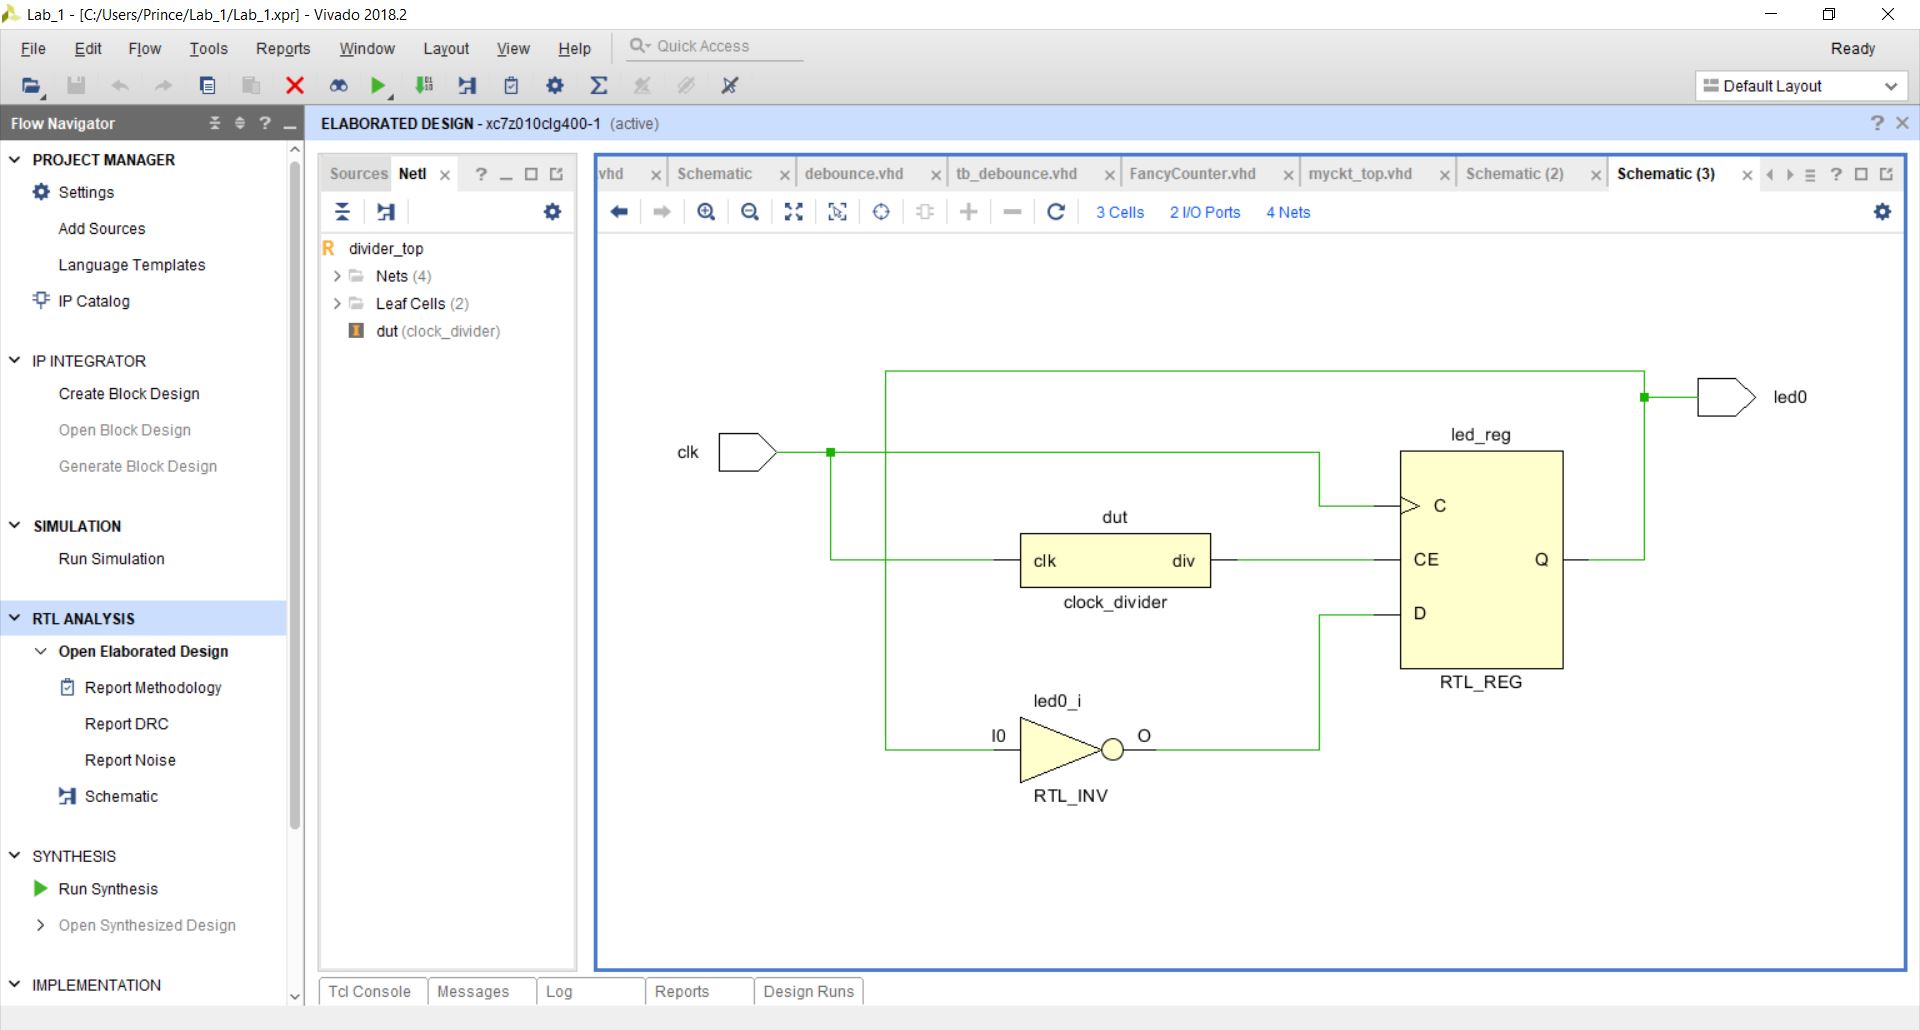 Lab_1 - [C:/Users/Prince/Lab_1/Lab_1.xpr] - Vivado 2018.2
File Edit Flow Tools Reports Window Layout View Help Quick Access Ready
Default Layout
Flow Navigator
ELABORATED DESIGN - xc7z010clg400-1 (active)
PROJECT MANAGER
Settings
Add Sources
Language Templates
IP Catalog
IP INTEGRATOR
Create Block Design
Open Block Design
Generate Block Design
SIMULATION
Run Simulation
RTL ANALYSIS
Open Elaborated Design
Report Methodology
Report DRC
Report Noise
Schematic
SYNTHESIS
Run Synthesis
Open Synthesized Design
IMPLEMENTATION
Sources Netl
R divider_top
Nets (4)
Leaf Cells (2)
I dut (clock_divider)
vhd Schematic debounce.vhd tb_debounce.vhd FancyCounter.vhd myckt_top.vhd Schematic (2) Schematic (3)
3 Cells 2 I/O Ports 4 Nets
led0
led_reg
clk
C
dut
clk div
CE Q
clock_divider
D
RTL_REG
led0_i
I0 O
RTL_INV
Tcl Console Messages Log Reports Design Runs